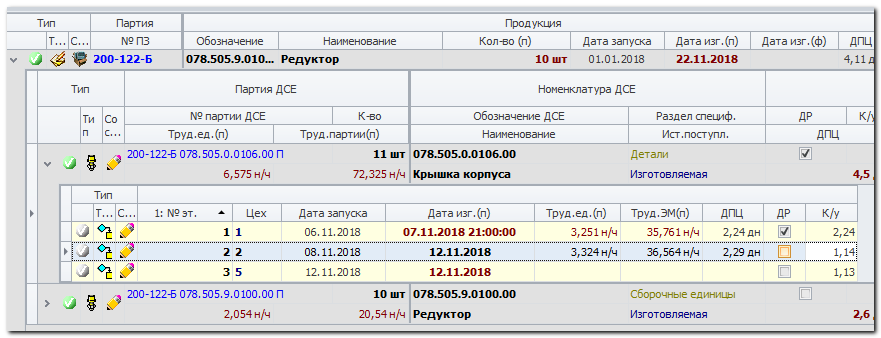 Тип Партия Продукция
Т... С... № ПЗ Обозначение Наименование Кол-во (п) Дата запуска Дата изг.(п) Дата изг.(ф) ДПЦ
200-122-Б 078.505.9.010... Редуктор 10 шт 01.01.2018 22.11.2018 4,11 д
Тип Партия ДСЕ Номенклатура ДСЕ
Ти п Со с... № партии ДСЕ К-во Обозначение ДСЕ Раздел специф. ДР К/у
Труд.ед.(п) Труд.партии(п) Наименование Ист.поступл. ДПЦ
200-122-Б 078.505.0.0106.00 П 11 шт 078.505.0.0106.00 Детали
6,575 н/ч 72,325 н/ч Крышка корпуса Изготовляемая 4,5
Тип
Т... С... 1: № эт. Цех Дата запуска Дата изг.(п) Труд.ед.(п) Труд.ЭМ(п) ДПЦ ДР К/у
1 1 06.11.2018 07.11.2018 21:00:00 3,251 н/ч 35,761 н/ч 2,24 дн 2,24
2 2 08.11.2018 12.11.2018 3,324 н/ч 36,564 н/ч 2,29 дн 1,14
3 5 12.11.2018 12.11.2018 1,13
200-122-Б 078.505.9.0100.00 П 10 шт 078.505.9.0100.00 Сборочные единицы
2,054 н/ч 20,54 н/ч Редуктор Изготовляемая 2,6